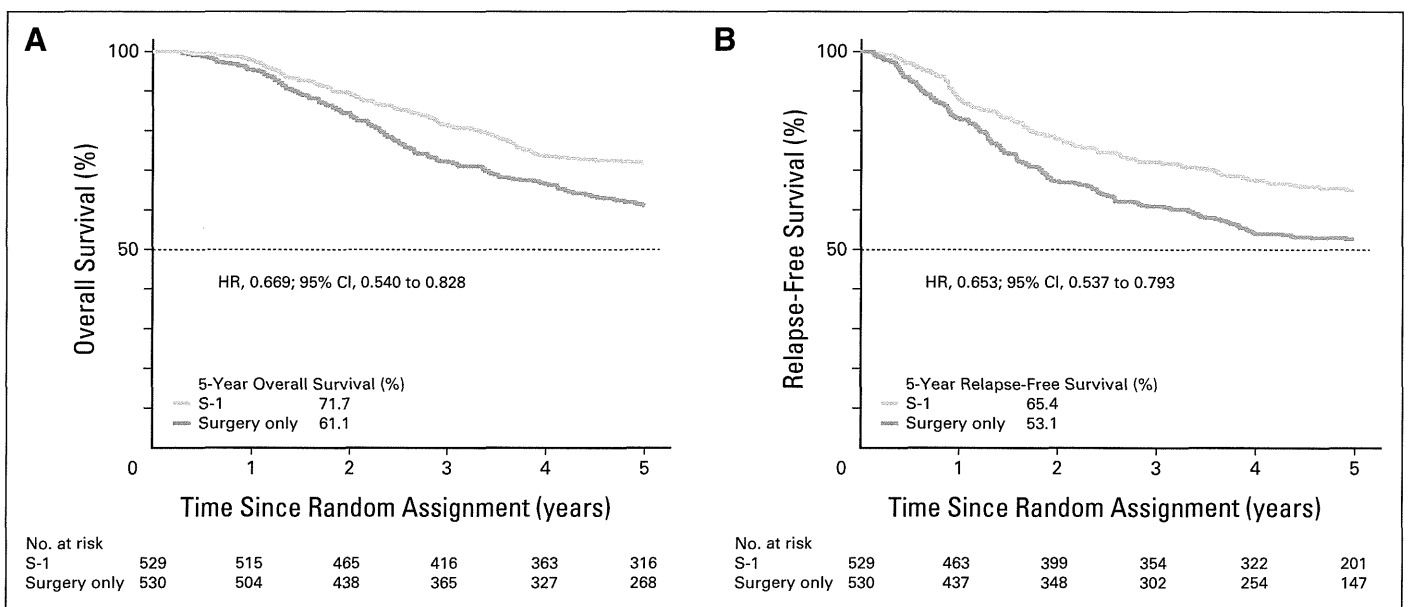 A
100
50
Overall Survival (%)
HR, 0.669; 95% CI, 0.540 to 0.828
5-Year Overall Survival (%)
S-1 71.7
Surgery only 61.1
0 1 2 3 4 5
Time Since Random Assignment (years)
No. at risk
S-1 529 515 465 416 363 316
Surgery only 530 504 438 365 327 268
B
100
50
Relapse-Free Survival (%)
HR, 0.653; 95% CI, 0.537 to 0.793
5-Year Relapse-Free Survival (%)
S-1 65.4
Surgery only 53.1
0 1 2 3 4 5
Time Since Random Assignment (years)
No. at risk
S-1 529 463 399 354 322 201
Surgery only 530 437 348 302 254 147